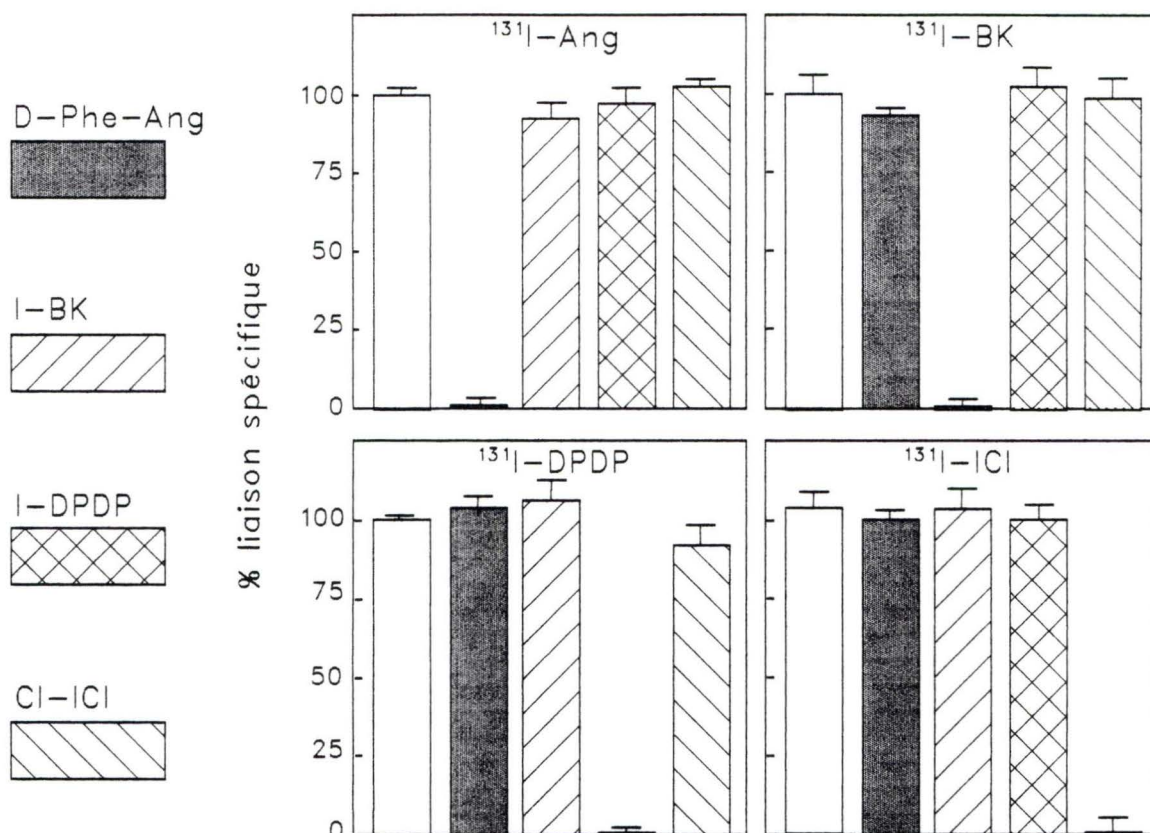 D-Phe-Ang
I-BK
I-DPDP
Cl-ICI
% liaison spécifique
¹³¹I-Ang
100
75
50
25
0
¹³¹I-BK
¹³¹I-DPDP
100
75
50
25
0
¹³¹I-ICI